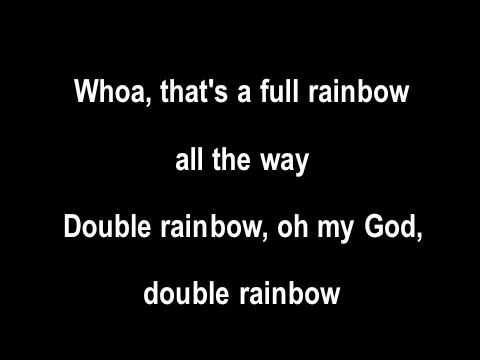 Whoa, that's a full rainbow
all the way
Double rainbow, oh my God,
double rainbow